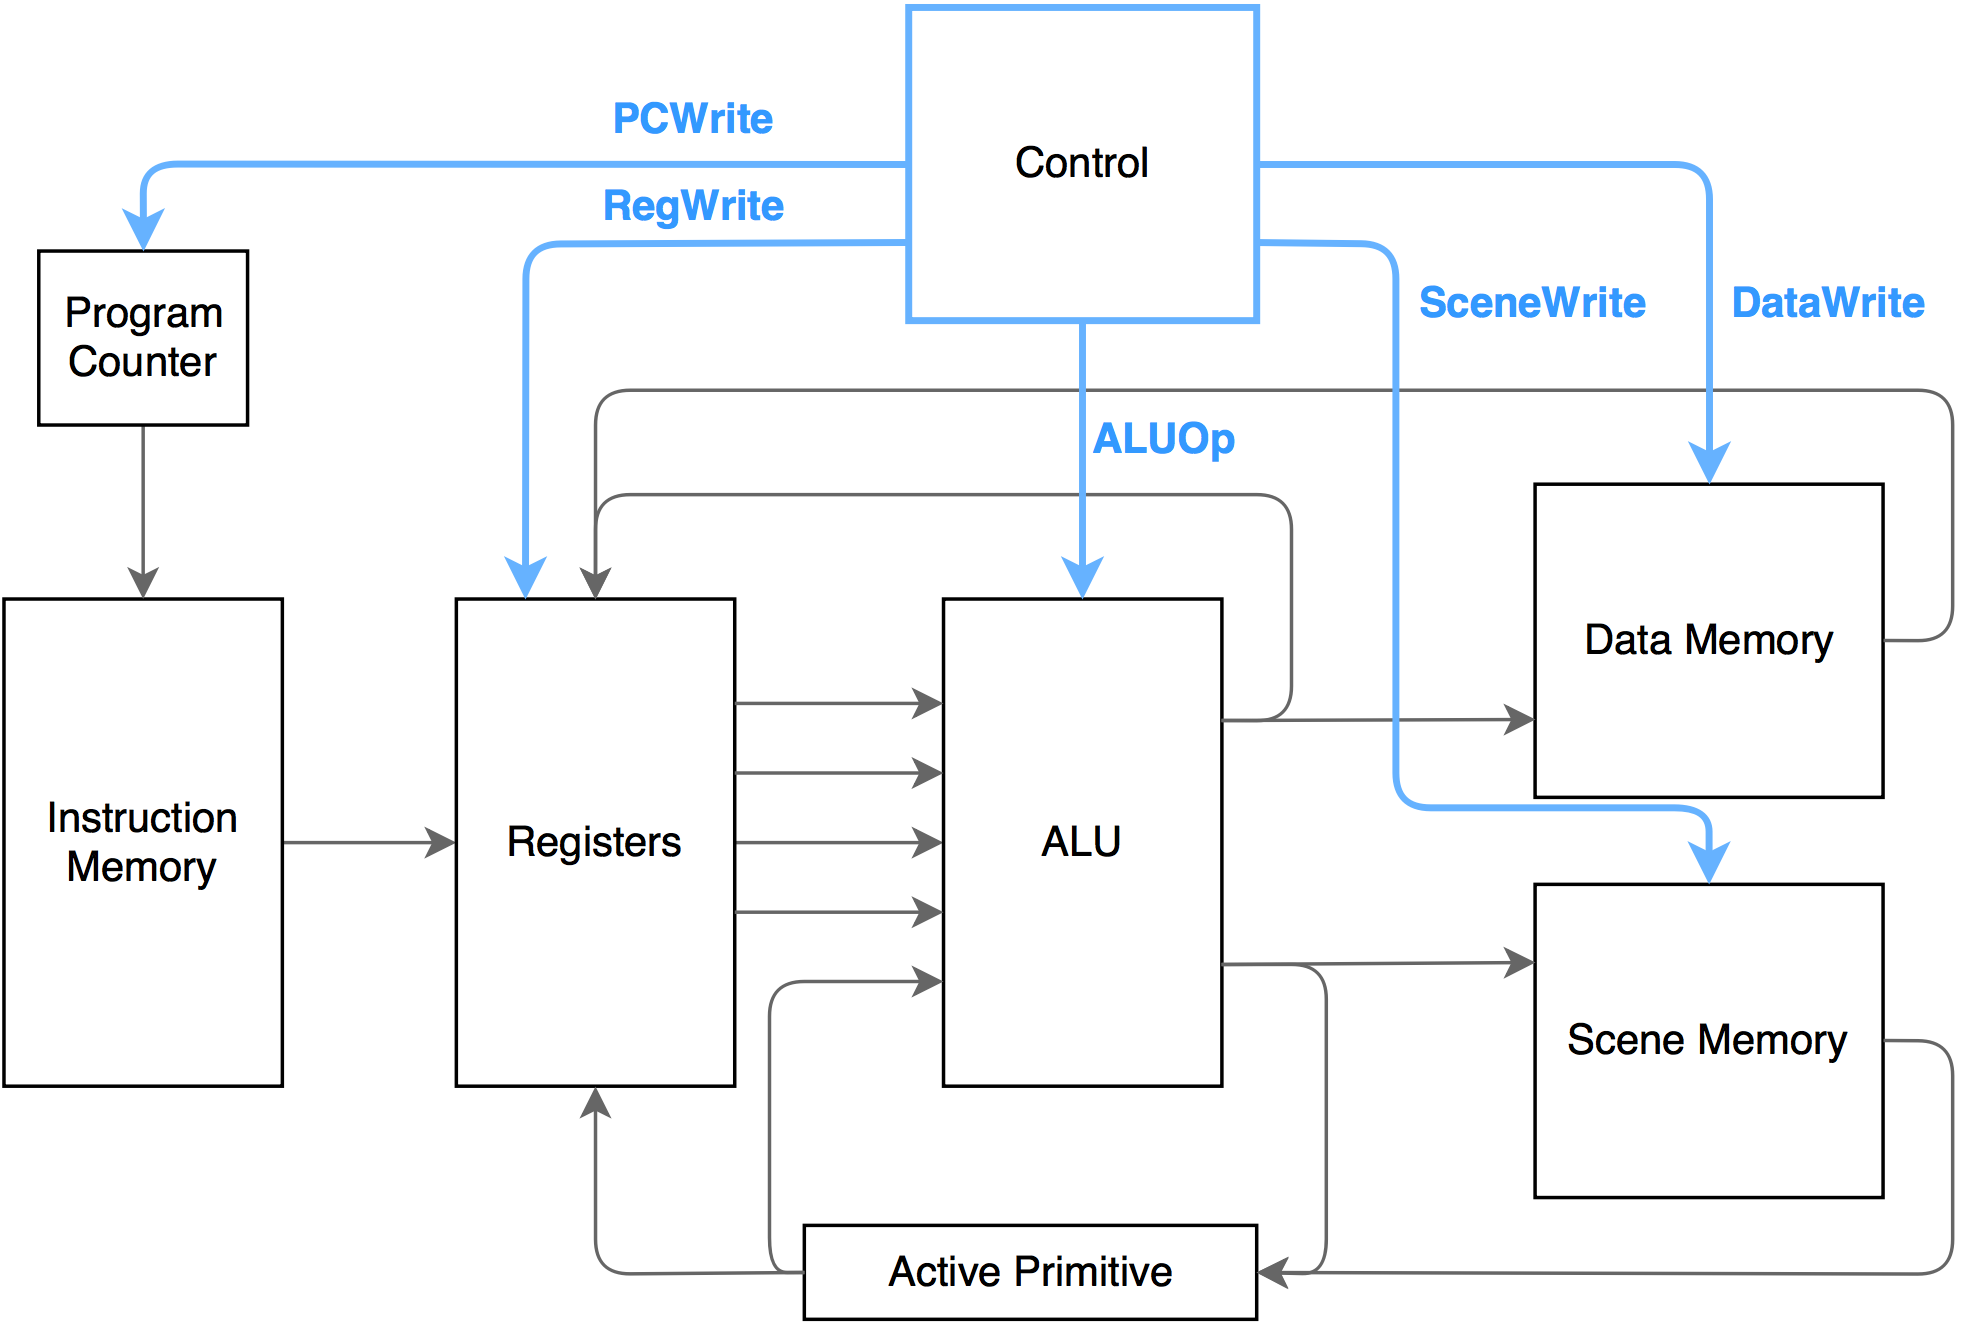 PCWrite
Control
RegWrite
SceneWrite
DataWrite
Program
Counter
ALUOp
Data Memory
Instruction
Memory
Registers
ALU
Scene Memory
Active Primitive